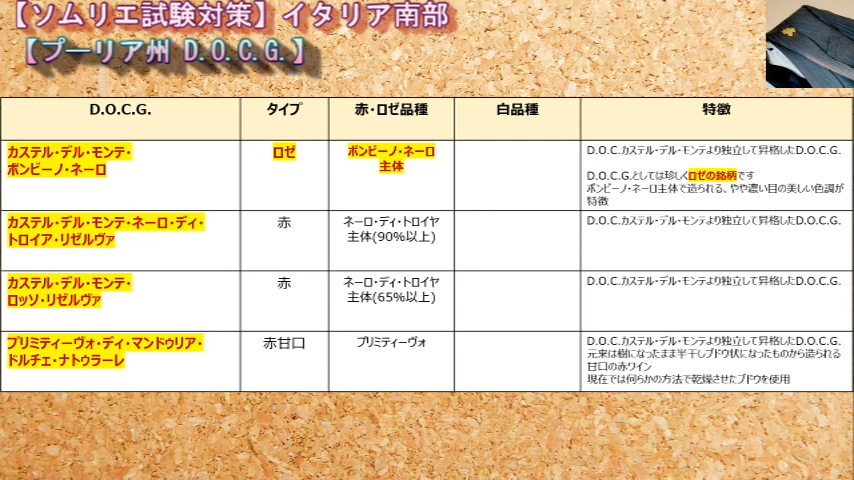 【ソムリエ試験対策】イタリア南部
【プーリア州 D.O.C.G.】
D.O.C.G.
タイプ
赤・ロゼ品種
白品種
特徴
カステル・デル・モンテ・
ボンビーノ・ネーロ
ロゼ
ボンビーノ・ネーロ
主体
D.O.C.カステル・デル・モンテより独立して昇格したD.O.C.G.
D.O.C.G.としては珍しくロゼの銘柄です
ボンビーノ・ネーロ主体で造られる、やや濃い目の美しい色調が
特徴
カステル・デル・モンテ・ネーロ・ディ・
トロイア・リゼルヴァ
赤
ネーロ・ディ・トロイヤ
主体(90%以上)
D.O.C.カステル・デル・モンテより独立して昇格したD.O.C.G.
カステル・デル・モンテ・
ロッソ・リゼルヴァ
赤
ネーロ・ディ・トロイヤ
主体(65%以上)
D.O.C.カステル・デル・モンテより独立して昇格したD.O.C.G.
プリミティーヴォ・ディ・マンドゥリア・
ドルチェ・ナトゥラーレ
赤甘口
プリミティーヴォ
D.O.C.カステル・デル・モンテより独立して昇格したD.O.C.G.
元来は樹になったまま半干しブドウ状になったものから造られる
甘口の赤ワイン
現在では何らかの方法で乾燥させたブドウを使用